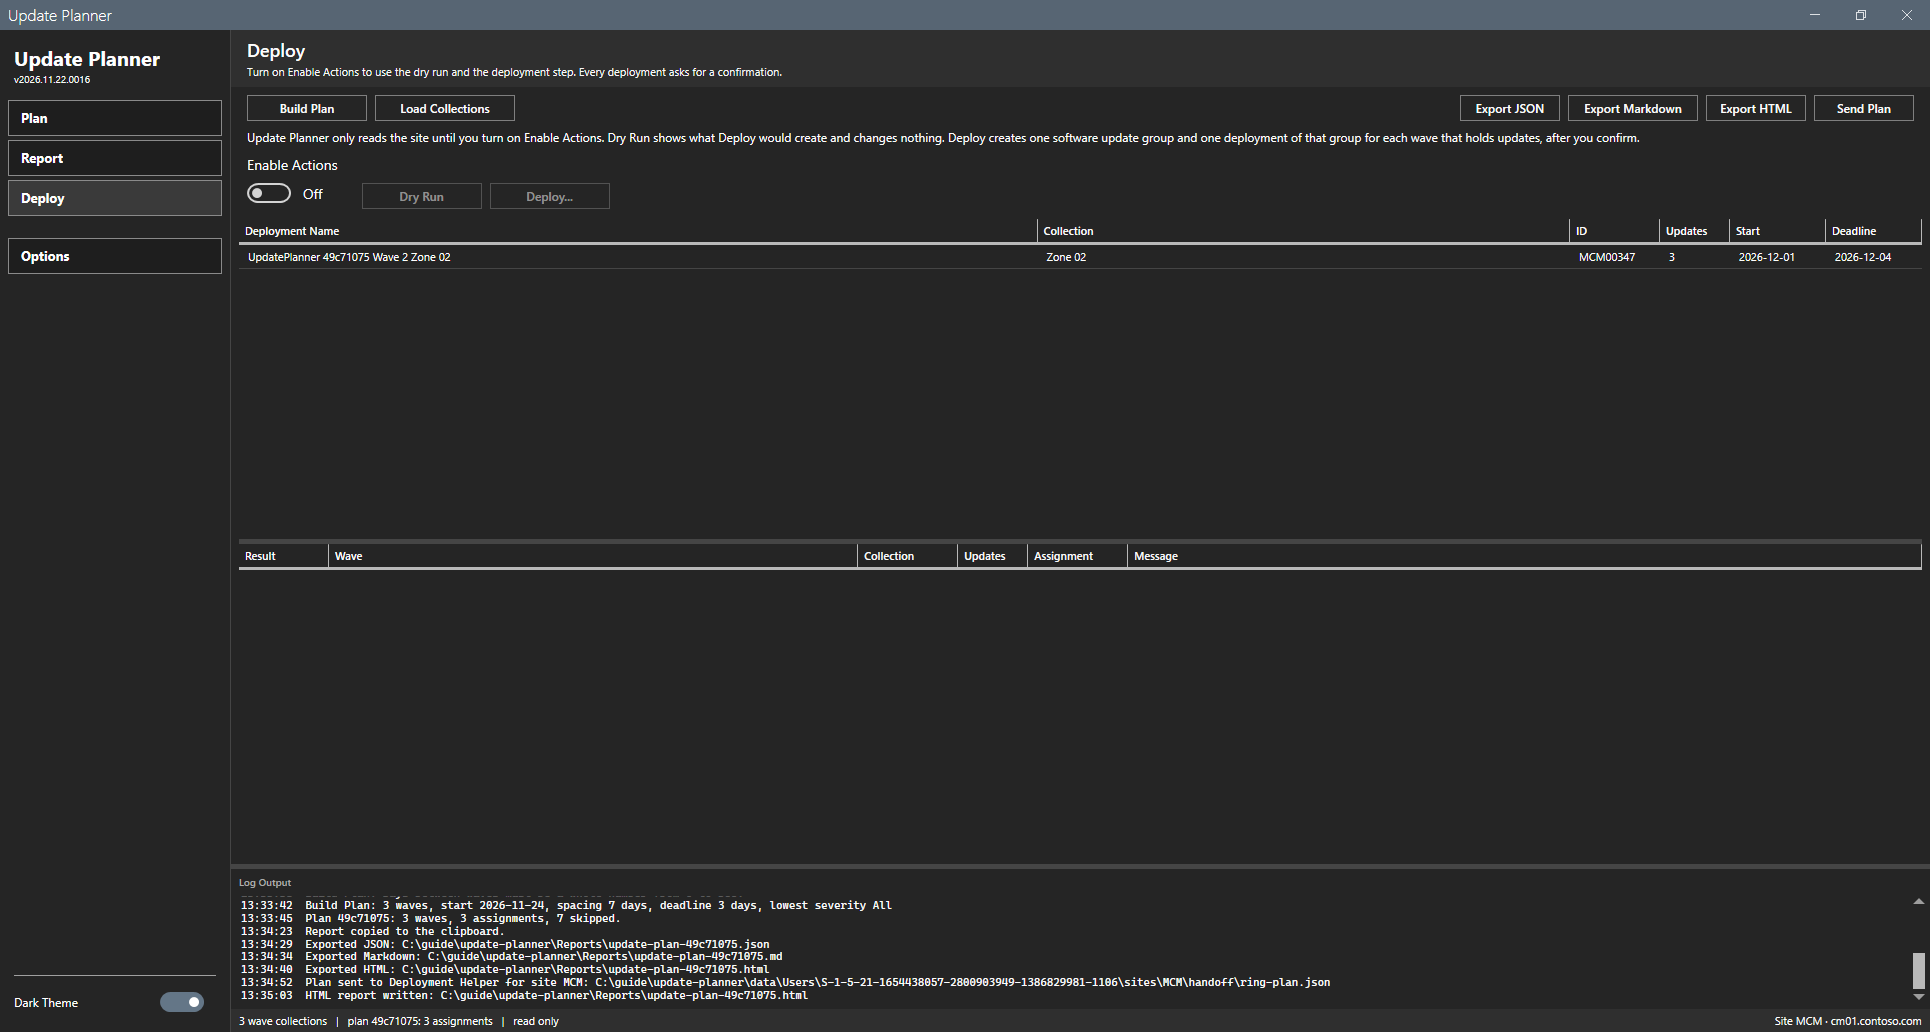 Update Planner
Update Planner
v2026.11.22.0016
Plan
Report
Deploy
Options
Dark Theme
Deploy
Turn on Enable Actions to use the dry run and the deployment step. Every deployment asks for a confirmation.
Build Plan
Load Collections
Export JSON
Export Markdown
Export HTML
Send Plan
Update Planner only reads the site until you turn on Enable Actions. Dry Run shows what Deploy would create and changes nothing. Deploy creates one software update group and one deployment of that group for each wave that holds updates, after you confirm.
Enable Actions
Off
Dry Run
Deploy...
Deployment Name Collection ID Updates Start Deadline
UpdatePlanner 49c71075 Wave 2 Zone 02 Zone 02 MCM00347 3 2026-12-01 2026-12-04
Result Wave Collection Updates Assignment Message
Log Output
13:33:42 Build Plan: 3 waves, start 2026-11-24, spacing 7 days, deadline 3 days, lowest severity All
13:33:45 Plan 49c71075: 3 waves, 3 assignments, 7 skipped.
13:34:23 Report copied to the clipboard.
13:34:29 Exported JSON: C:\guide\update-planner\Reports\update-plan-49c71075.json
13:34:34 Exported Markdown: C:\guide\update-planner\Reports\update-plan-49c71075.md
13:34:40 Exported HTML: C:\guide\update-planner\Reports\update-plan-49c71075.html
13:34:52 Plan sent to Deployment Helper for site MCM: C:\guide\update-planner\data\Users\S-1-5-21-1654438057-2800903949-1386829981-1106\sites\MCM\handoff\ring-plan.json
13:35:03 HTML report written: C:\guide\update-planner\Reports\update-plan-49c71075.html
3 wave collections | plan 49c71075: 3 assignments | read only
Site MCM · cm01.contoso.com